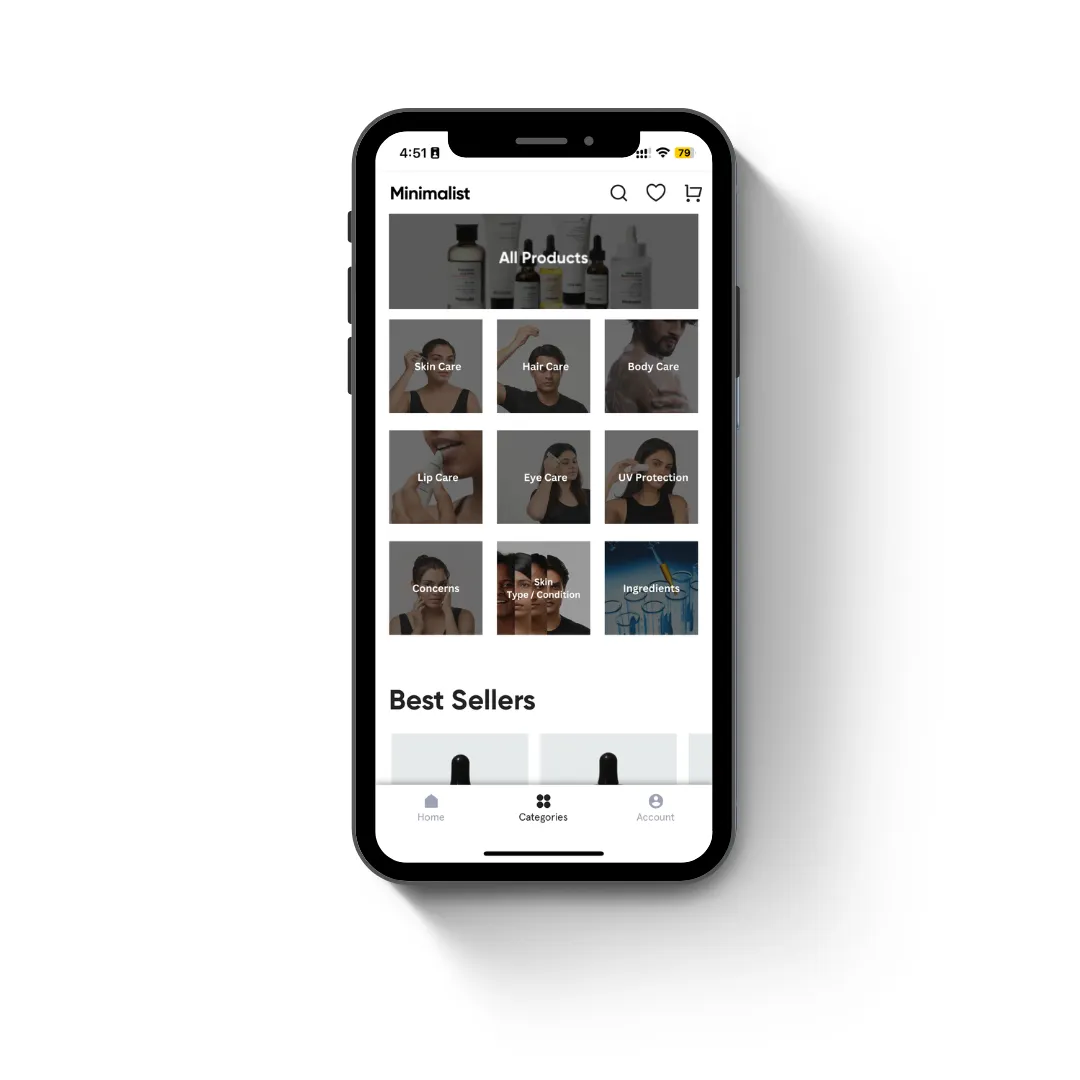 4:51
79
Minimalist
All Products
Skin Care
Hair Care
Body Care
Lip Care
Eye Care
UV Protection
Concerns
Skin
Type / Condition
Ingredients
Best Sellers
Home
Categories
Account